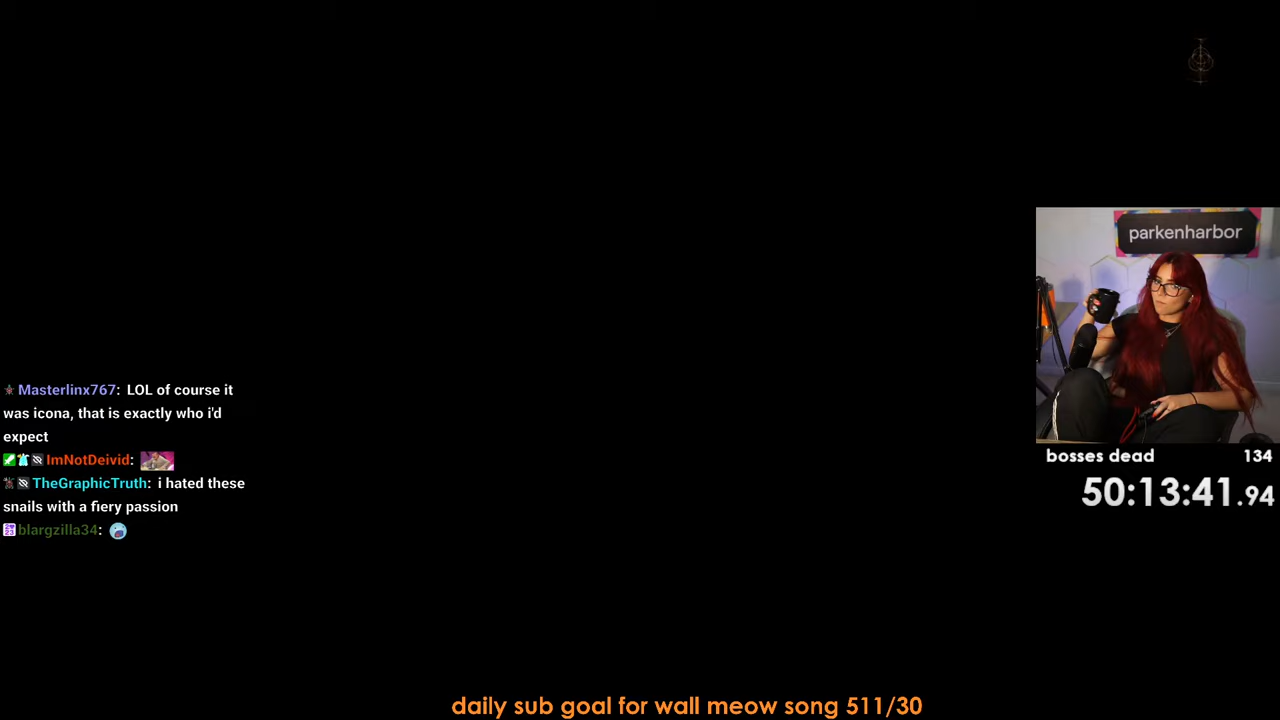 parkenharbor
Masterlinx767: LOL of course it
was icona, that is exactly who i'd
expect
ImNotDeivid:
TheGraphicTruth: i hated these
snails with a fiery passion
blargzilla34:
bosses dead 134
50:13:41.94
daily sub goal for wall meow song 511/30